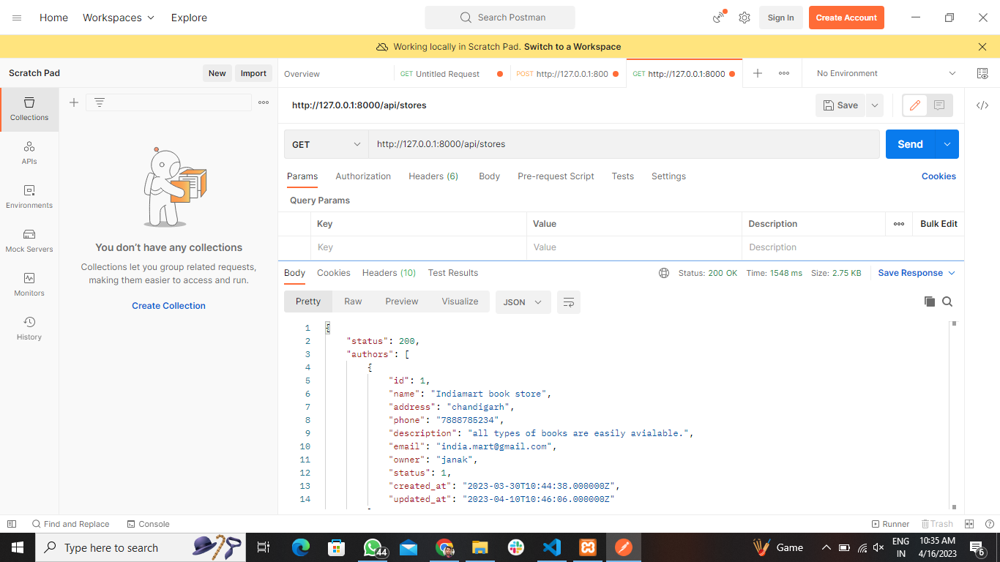 Home Workspaces Explore Search Postman Sign In Create Account
Working locally in Scratch Pad. Switch to a Workspace
Scratch Pad New Import Overview GET Untitled Request POST http://127.0.0.1:800 GET http://127.0.0.1:8000 No Environment
Collections
APIs
Environments
Mock Servers
Monitors
History
You don't have any collections
Collections let you group related requests,
making them easier to access and run.
Create Collection
http://127.0.0.1:8000/api/stores Save
GET http://127.0.0.1:8000/api/stores Send
Params Authorization Headers (6) Body Pre-request Script Tests Settings Cookies
Query Params
Key Value Description Bulk Edit
Key Value Description
Body Cookies Headers (10) Test Results Status: 200 OK Time: 1548 ms Size: 2.75 KB Save Response
Pretty Raw Preview Visualize JSON
1 {
2 "status": 200,
3 "authors": [
4 {
5 "id": 1,
6 "name": "Indiamart book store",
7 "address": "chandigarh",
8 "phone": "7888785234",
9 "description": "all types of books are easily avialable.",
10 "email": "india.mart@gmail.com",
11 "owner": "janak",
12 "status": 1,
13 "created_at": "2023-03-30T10:44:38.000000Z",
14 "updated_at": "2023-04-10T10:46:06.000000Z"
Find and Replace Console Runner Trash
Type here to search 44 Game ENG IN 10:35 AM 4/16/2023 6